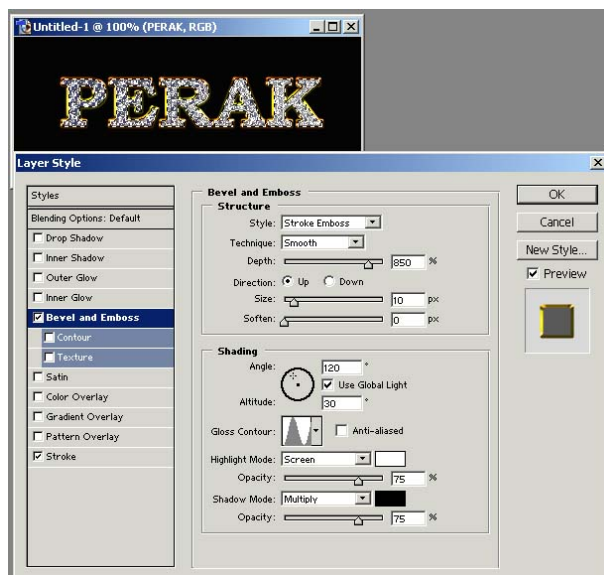 Untitled-1 @ 100% (PERAK, RGB)
PERAK
Layer Style
Styles
Blending Options: Default
Drop Shadow
Inner Shadow
Outer Glow
Inner Glow
Bevel and Emboss
Contour
Texture
Satin
Color Overlay
Gradient Overlay
Pattern Overlay
Stroke
Bevel and Emboss
Structure
Style: Stroke Emboss
Technique: Smooth
Depth: 850 %
Direction: Up Down
Size: 10 px
Soften: 0 px
Shading
Angle: 120 °
Use Global Light
Altitude: 30 °
Gloss Contour: Anti-aliased
Highlight Mode: Screen
Opacity: 75 %
Shadow Mode: Multiply
Opacity: 75 %
OK
Cancel
New Style...
Preview